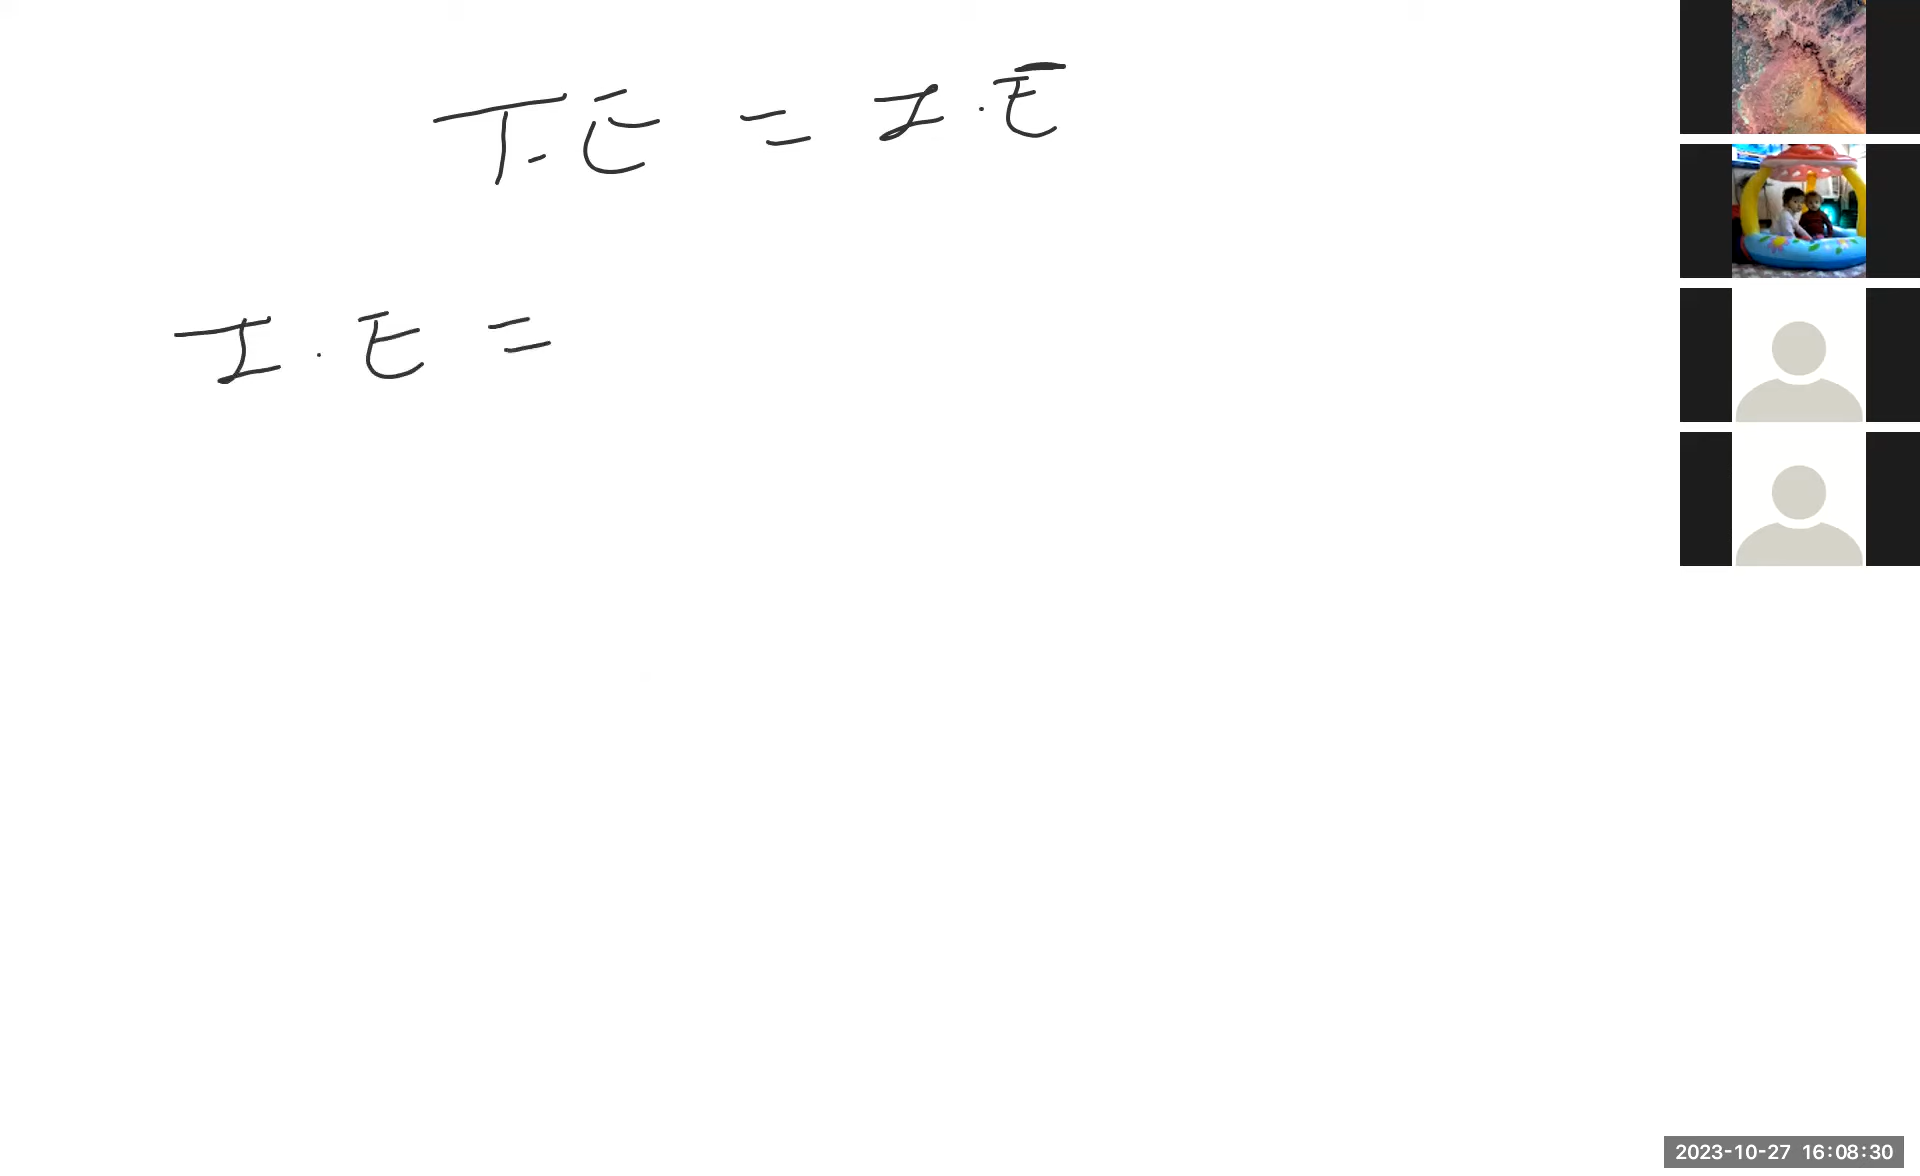 T.E = I.E
I.E =
2023-10-27 16:08:30